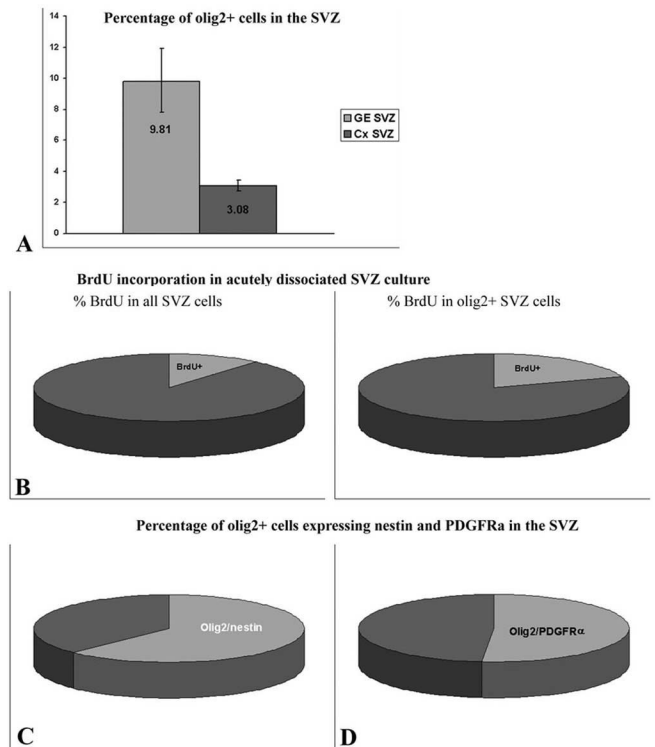 Percentage of olig2+ cells in the SVZ
14
12
10
8
6
4
2
0
9.81
3.08
GE SVZ
Cx SVZ
A
BrdU incorporation in acutely dissociated SVZ culture
% BrdU in all SVZ cells
% BrdU in olig2+ SVZ cells
BrdU+
BrdU+
B
Percentage of olig2+ cells expressing nestin and PDGFRa in the SVZ
Olig2/nestin
Olig2/PDGFRα
C
D